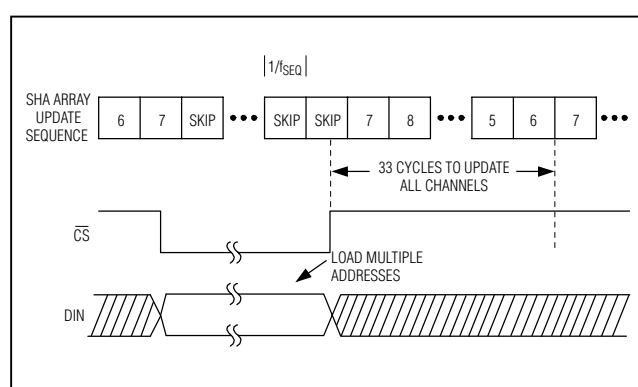 1/fSEQ
SHA ARRAY
UPDATE
SEQUENCE
6 7 SKIP ••• SKIP SKIP 7 8 ••• 5 6 7 •••
33 CYCLES TO UPDATE
ALL CHANNELS
CS
LOAD MULTIPLE
ADDRESSES
DIN